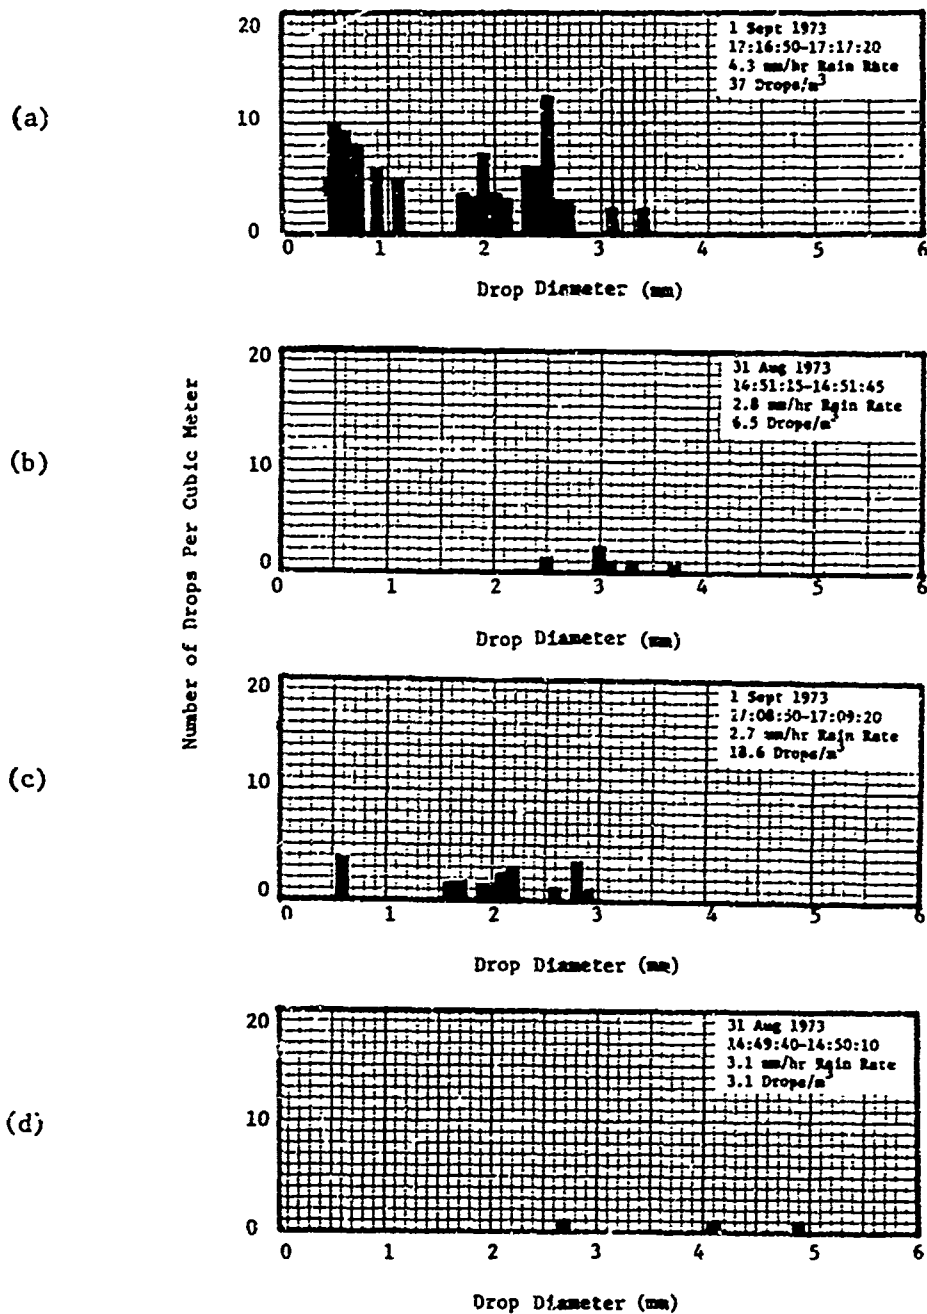 (a)
20
10
0
1 Sept 1973
17:16:50-17:17:20
4.3 mm/hr Rain Rate
37 Drops/m³
0 1 2 3 4 5 6
Drop Diameter (mm)
Number of Drops Per Cubic Meter
(b)
20
10
0
31 Aug 1973
14:51:15-14:51:45
2.8 mm/hr Rain Rate
6.5 Drops/m³
0 1 2 3 4 5 6
Drop Diameter (mm)
(c)
20
10
0
1 Sept 1973
17:08:50-17:09:20
2.7 mm/hr Rain Rate
18.6 Drops/m³
0 1 2 3 4 5 6
Drop Diameter (mm)
(d)
20
10
0
31 Aug 1973
14:49:40-14:50:10
3.1 mm/hr Rain Rate
3.1 Drops/m³
0 1 2 3 4 5 6
Drop Diameter (mm)